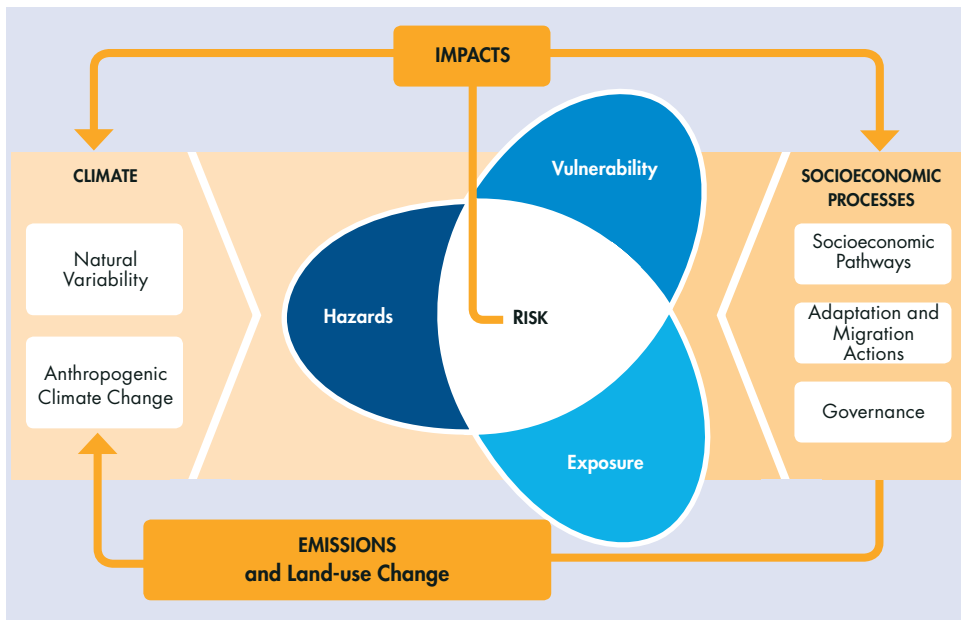 IMPACTS
CLIMATE
Natural
Variability
Anthropogenic
Climate Change
Vulnerability
Hazards
RISK
Exposure
SOCIOECONOMIC
PROCESSES
Socioeconomic
Pathways
Adaptation and
Migration
Actions
Governance
EMISSIONS
and Land-use Change